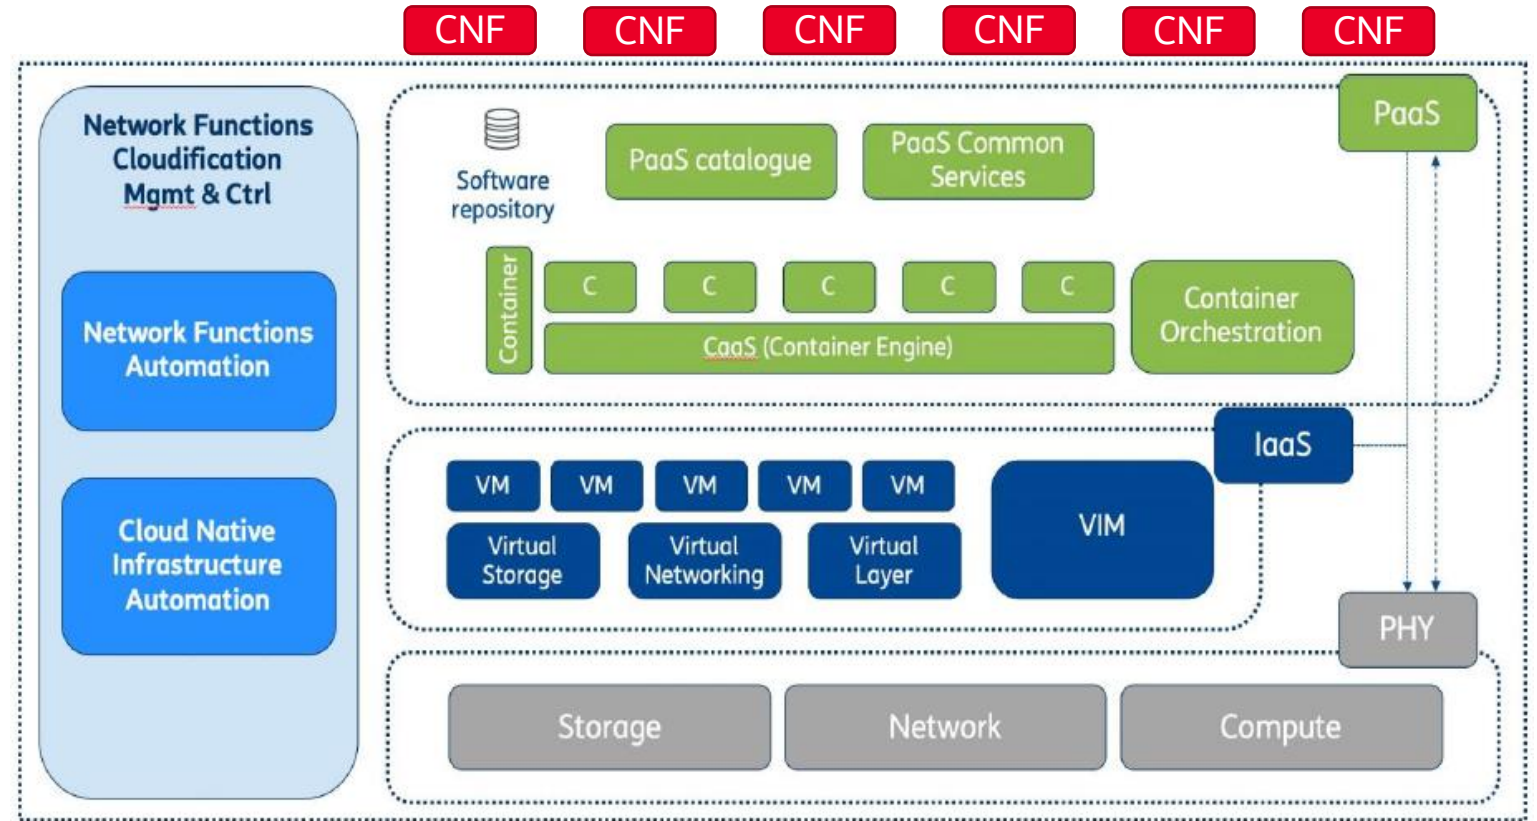 CNF CNF CNF CNF CNF CNF
Network Functions
Cloudification
Mgmt & Ctrl
Network Functions
Automation
Cloud Native
Infrastructure
Automation
PaaS
Software
repository
PaaS catalogue
PaaS Common
Services
Container
C C C C C
CaaS (Container Engine)
Container
Orchestration
IaaS
VM VM VM VM VM
Virtual
Storage
Virtual
Networking
Virtual
Layer
VIM
PHY
Storage
Network
Compute